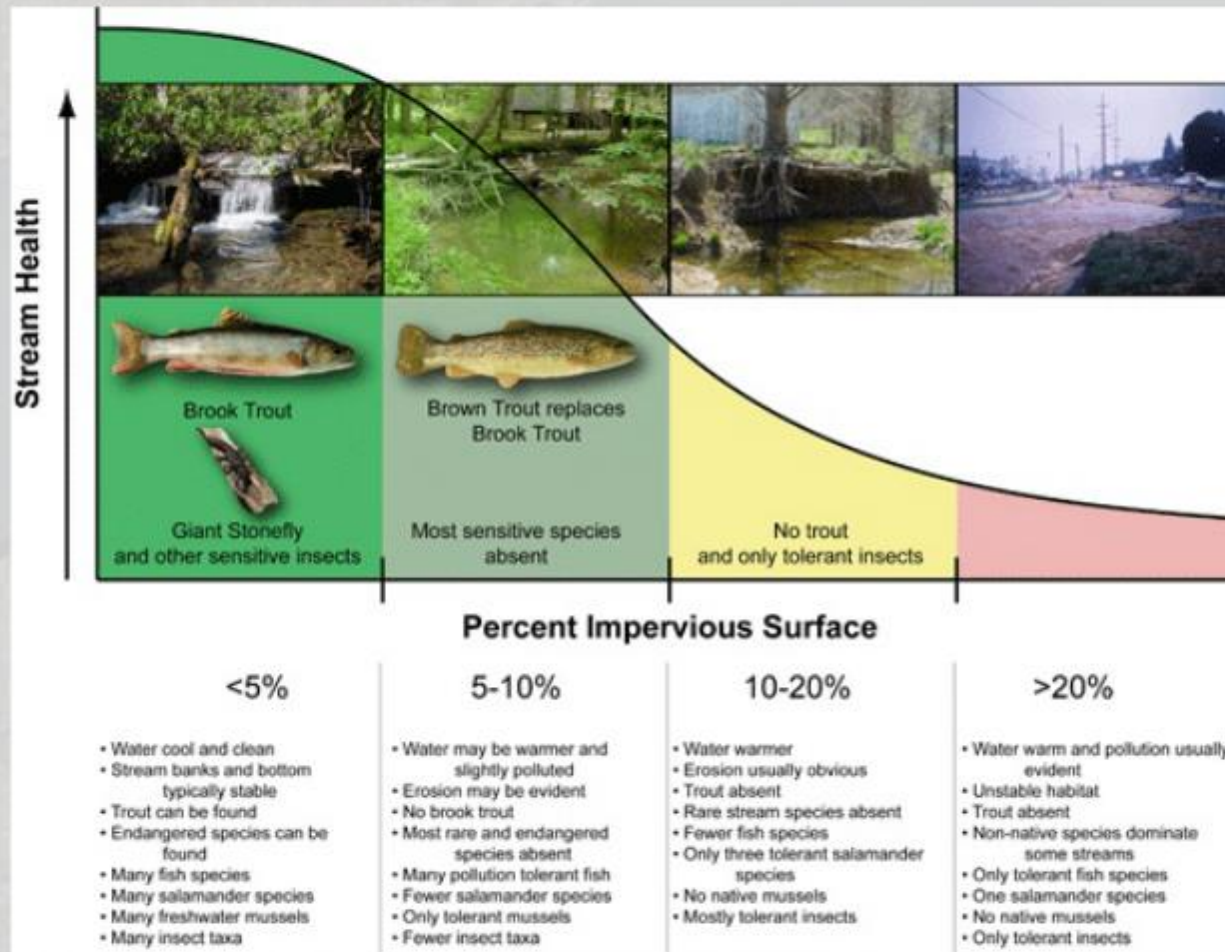 Stream Health
Brook Trout
Giant Stonefly
and other sensitive insects
Brown Trout replaces
Brook Trout
Most sensitive species
absent
No trout
and only tolerant insects
Percent Impervious Surface
<5%
• Water cool and clean
• Stream banks and bottom
typically stable
• Trout can be found
• Endangered species can be
found
• Many fish species
• Many salamander species
• Many freshwater mussels
• Many insect taxa
5-10%
• Water may be warmer and
slightly polluted
• Erosion may be evident
• No brook trout
• Most rare and endangered
species absent
• Many pollution tolerant fish
• Fewer salamander species
• Only tolerant mussels
• Fewer insect taxa
10-20%
• Water warmer
• Erosion usually obvious
• Trout absent
• Rare stream species absent
• Fewer fish species
• Only three tolerant salamander
species
• No native mussels
• Mostly tolerant insects
>20%
• Water warm and pollution usually
evident
• Unstable habitat
• Trout absent
• Non-native species dominate
some streams
• Only tolerant fish species
• One salamander species
• No native mussels
• Only tolerant insects